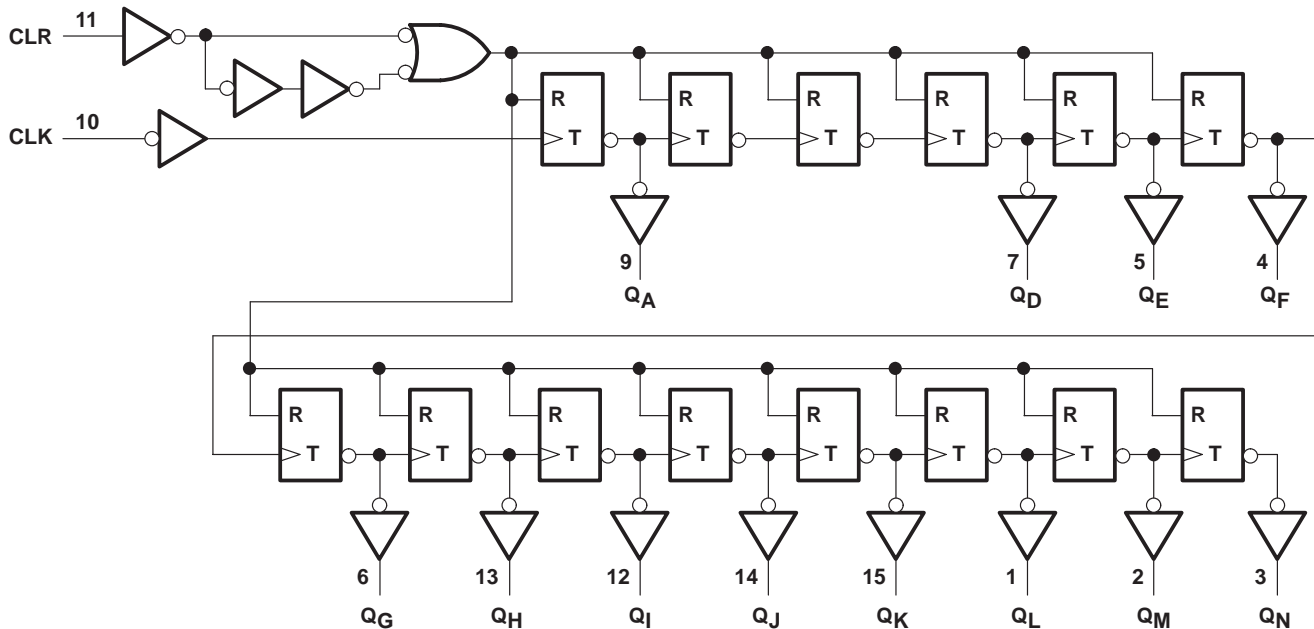 11
CLR
R R R R R R
10
CLK
T T T T T T
9 7 5 4
QA QD QE QF
R R R R R R R R
T T T T T T T T
6 13 12 14 15 1 2 3
QG QH QI QJ QK QL QM QN